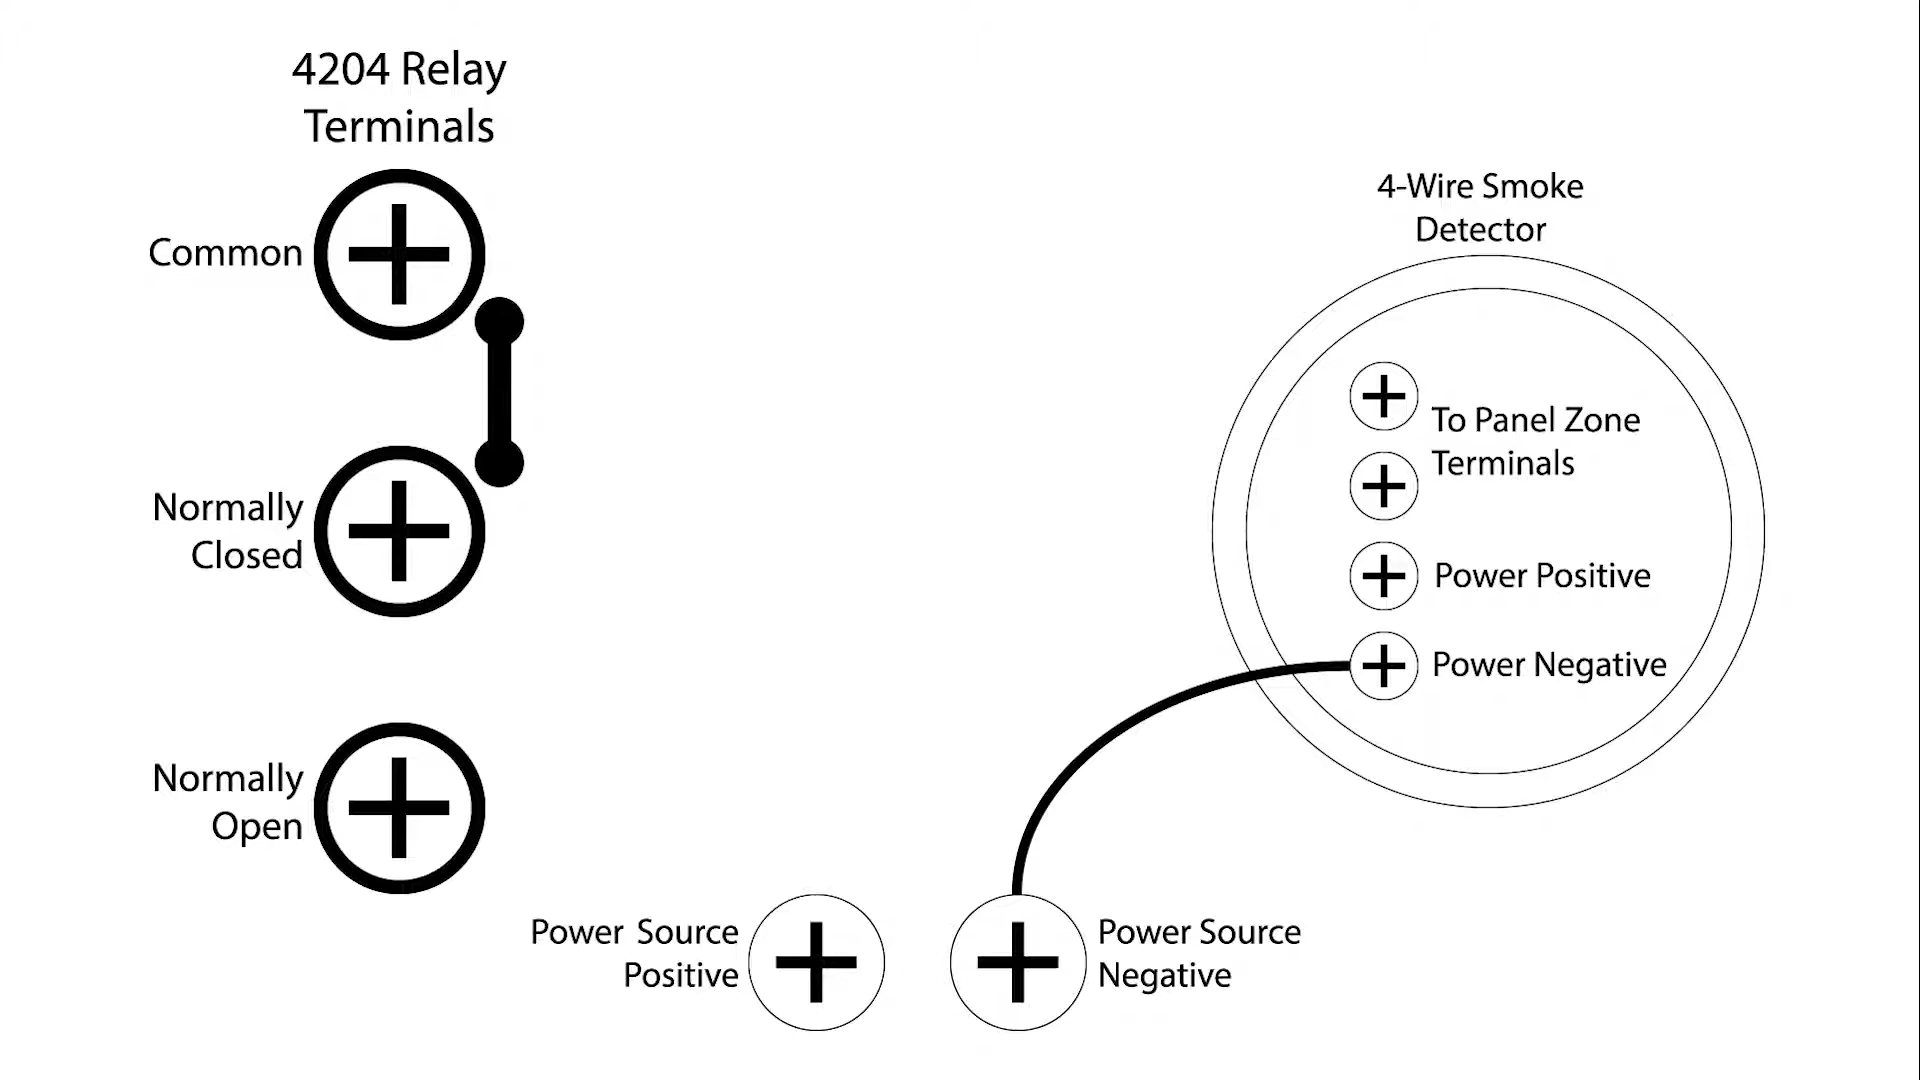 4204 Relay
Terminals
Common
Normally
Closed
Normally
Open
4-Wire Smoke
Detector
To Panel Zone
Terminals
Power Positive
Power Negative
Power Source
Positive
Power Source
Negative